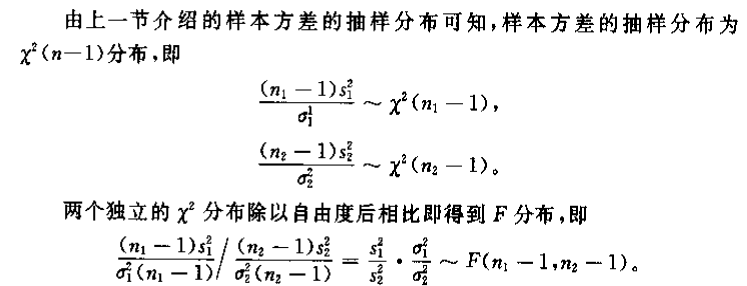 由上一节介绍的样本方差的抽样分布可知,样本方差的抽样分布为
χ²(n−1)分布,即
\frac{(n_1-1)s_1^2}{\sigma_1^1} \sim \chi^2(n_1-1),
\frac{(n_2-1)s_2^2}{\sigma_2^2} \sim \chi^2(n_2-1)。
两个独立的 χ² 分布除以自由度后相比即得到 F 分布,即
\frac{(n_1-1)s_1^2}{\sigma_1^2(n_1-1)} / \frac{(n_2-1)s_2^2}{\sigma_2^2(n_2-1)} = \frac{s_1^2}{s_2^2} \cdot \frac{\sigma_1^2}{\sigma_2^2} \sim F(n_1-1,n_2-1)。